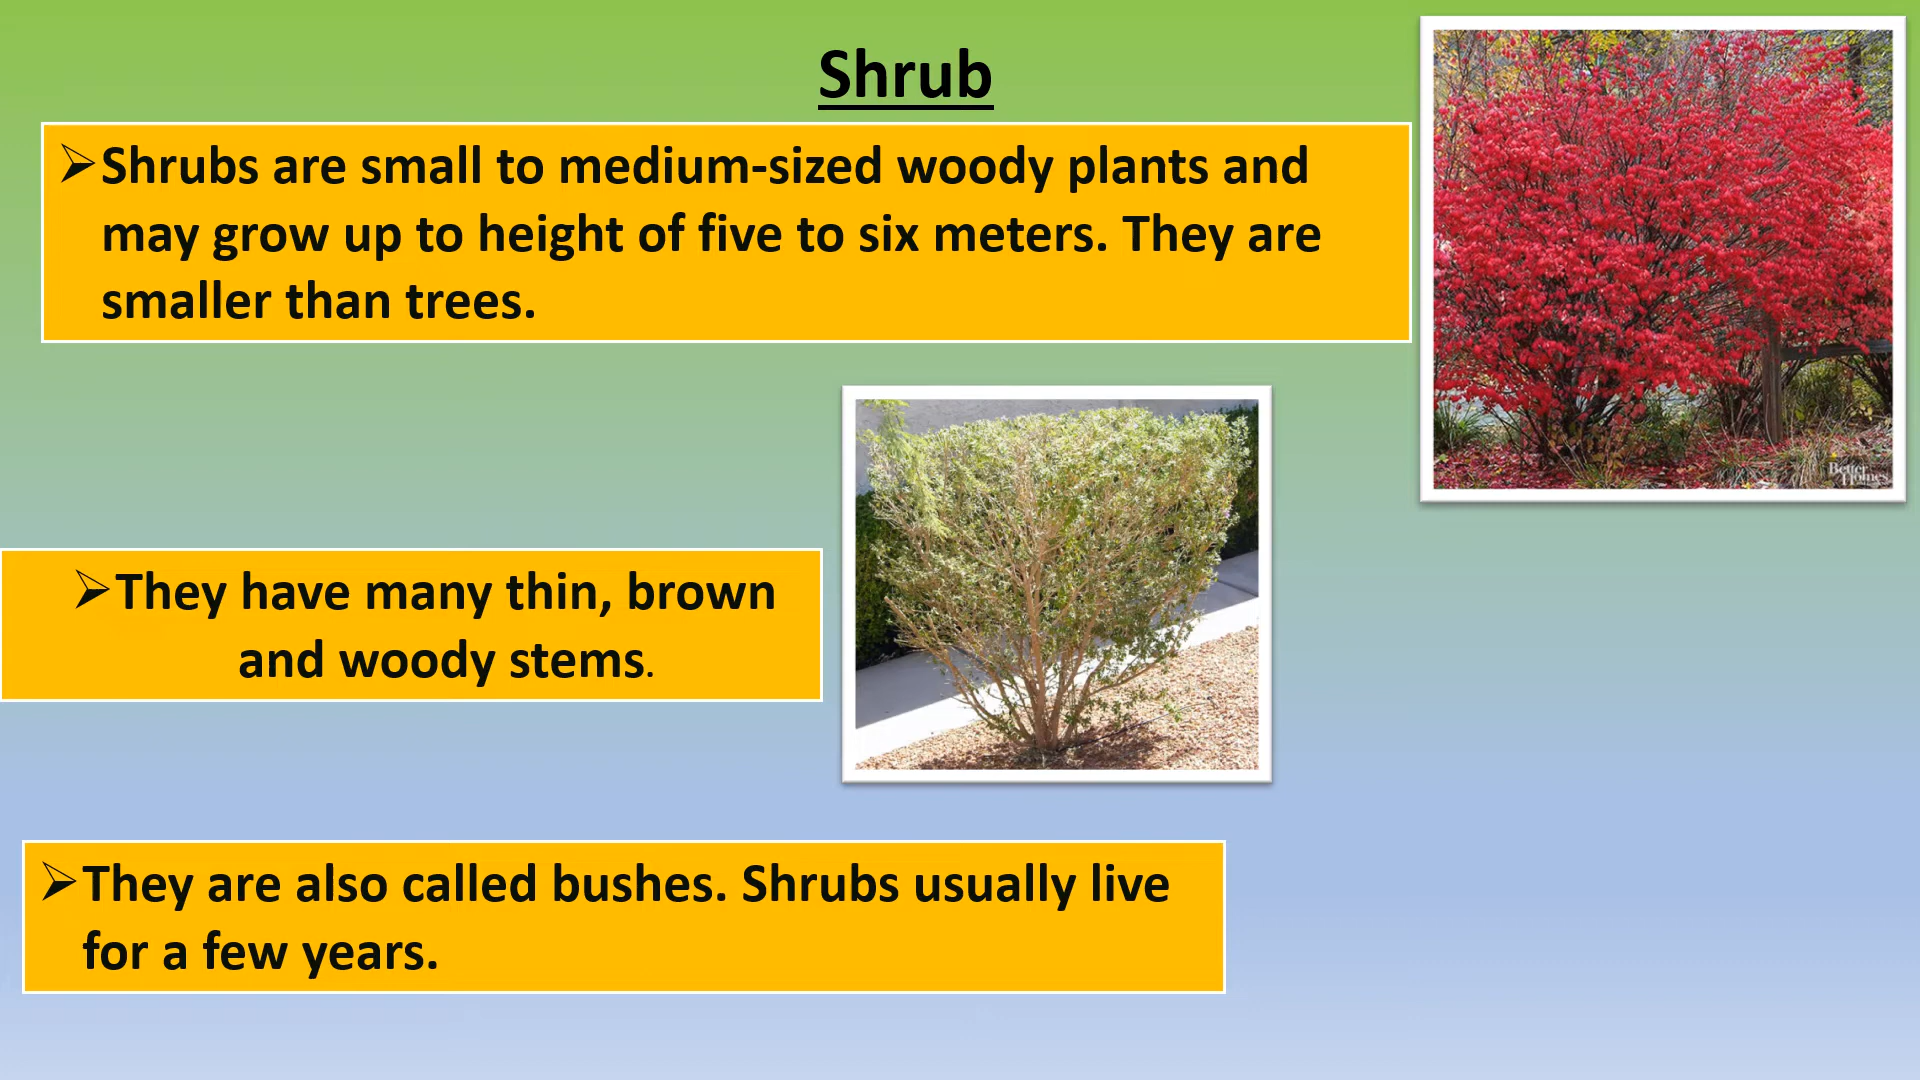 Shrub
➢Shrubs are small to medium-sized woody plants and
may grow up to height of five to six meters. They are
smaller than trees.
➢They have many thin, brown
and woody stems.
➢They are also called bushes. Shrubs usually live
for a few years.
Better
Homes